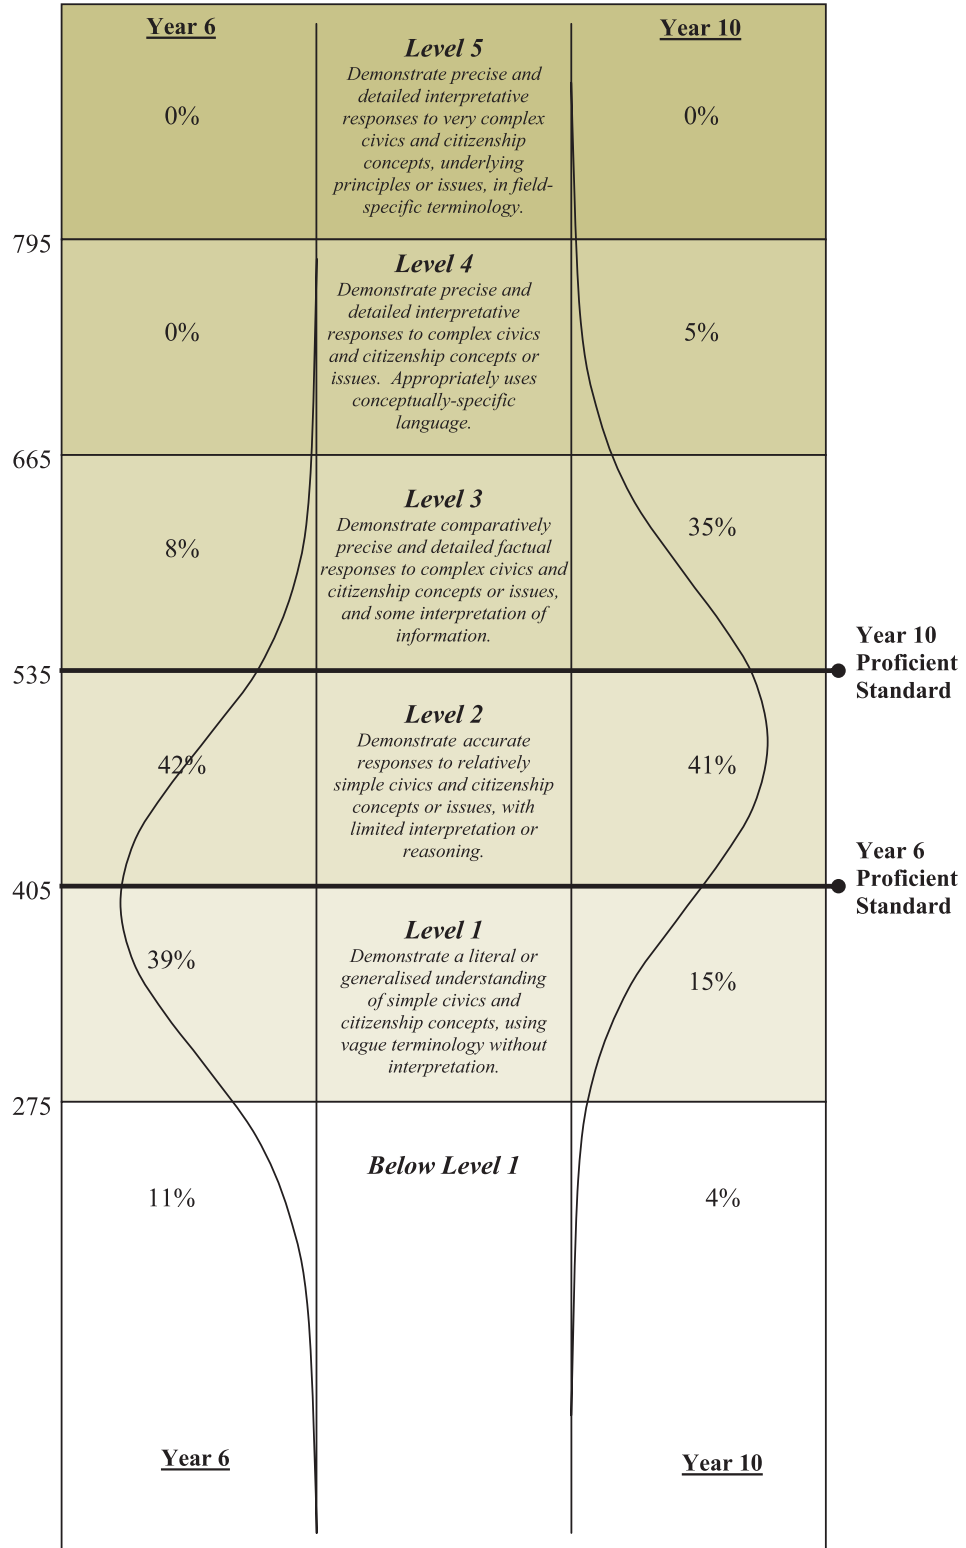 Year 6
Year 10
Level 5
Demonstrate precise and
detailed interpretative
responses to very complex
civics and citizenship
concepts, underlying
principles or issues, in field-
specific terminology.
0%
0%
795
Level 4
Demonstrate precise and
detailed interpretative
responses to complex civics
and citizenship concepts or
issues. Appropriately uses
conceptually-specific
language.
0%
5%
665
Level 3
Demonstrate comparatively
precise and detailed factual
responses to complex civics and
citizenship concepts or issues,
and some interpretation of
information.
8%
35%
535
Year 10
Proficient
Standard
Level 2
Demonstrate accurate
responses to relatively
simple civics and citizenship
concepts or issues, with
limited interpretation or
reasoning.
42%
41%
405
Year 6
Proficient
Standard
Level 1
Demonstrate a literal or
generalised understanding
of simple civics and
citizenship concepts, using
vague terminology without
interpretation.
39%
15%
275
Below Level 1
11%
4%
Year 6
Year 10